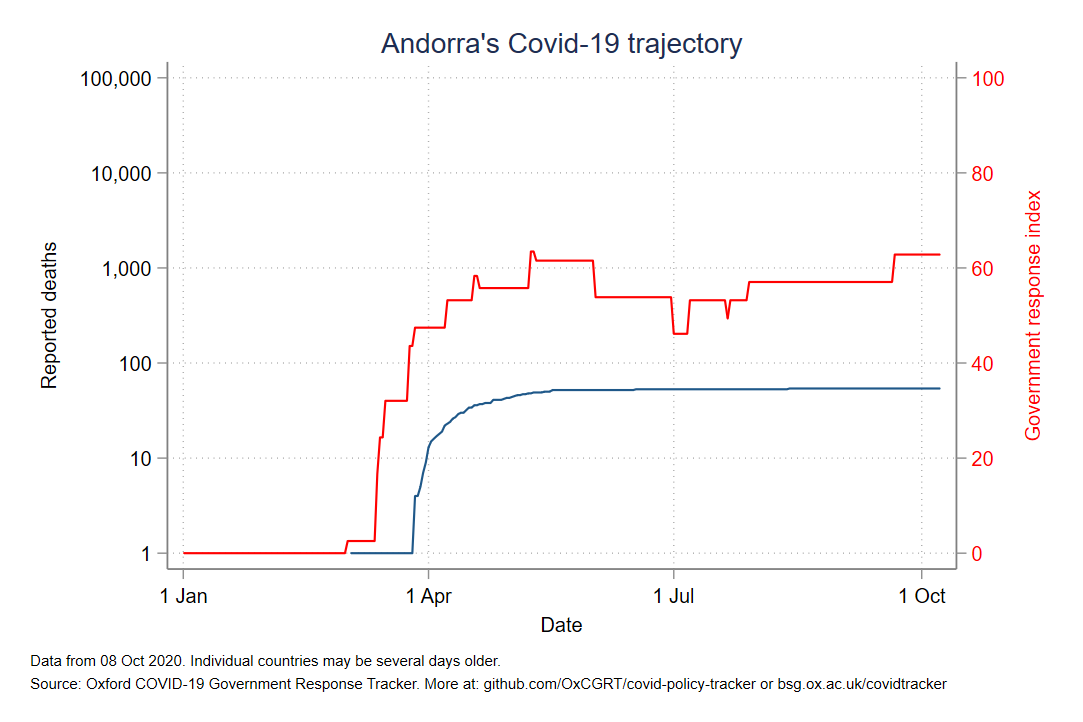 Andorra's Covid-19 trajectory
100,000
10,000
1,000
100
10
1
Reported deaths
100
80
60
40
20
0
Government response index
1 Jan
1 Apr
1 Jul
1 Oct
Date
Data from 08 Oct 2020. Individual countries may be several days older.
Source: Oxford COVID-19 Government Response Tracker. More at: github.com/OxCGRT/covid-policy-tracker or bsg.ox.ac.uk/covidtracker